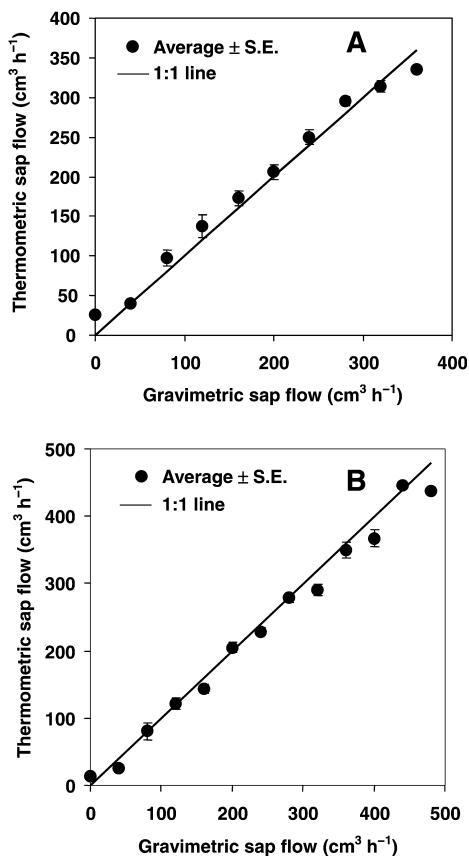 A
Average ± S.E.
1:1 line
Thermometric sap flow (cm³ h⁻¹)
400
350
300
250
200
150
100
50
0
0 100 200 300 400
Gravimetric sap flow (cm³ h⁻¹)
B
Average ± S.E.
1:1 line
Thermometric sap flow (cm³ h⁻¹)
500
400
300
200
100
0
0 100 200 300 400 500
Gravimetric sap flow (cm³ h⁻¹)